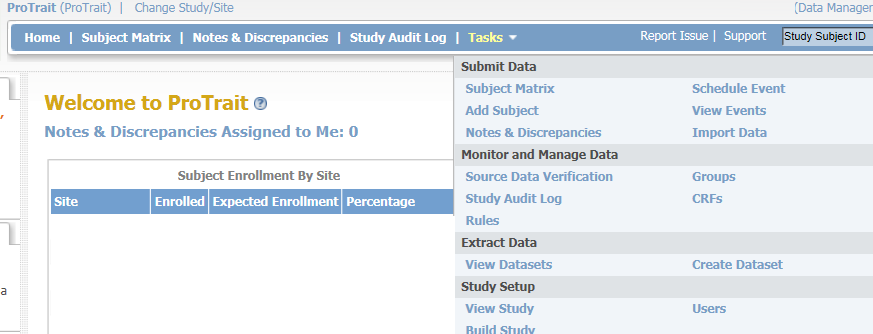 ProTrait (ProTrait) | Change Study/Site (Data Manager
Home | Subject Matrix | Notes & Discrepancies | Study Audit Log | Tasks Report Issue | Support Study Subject ID
Submit Data
Subject Matrix Schedule Event
Welcome to ProTrait ?
Add Subject View Events
Notes & Discrepancies Assigned to Me: 0
Notes & Discrepancies Import Data
Monitor and Manage Data
Subject Enrollment By Site
Source Data Verification Groups
Site Enrolled Expected Enrollment Percentage
Study Audit Log CRFs
Rules
Extract Data
View Datasets Create Dataset
Study Setup
a
View Study Users
Build Study